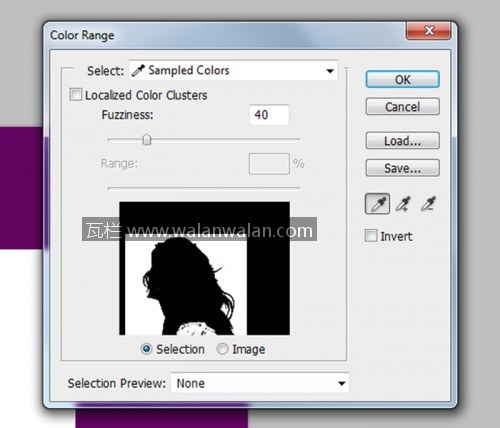 Color Range
Select: Sampled Colors
Localized Color Clusters
Fuzziness: 40
Range: %
OK
Cancel
Load...
Save...
Invert
瓦栏 www.walanwalan.com
Selection Image
Selection Preview: None